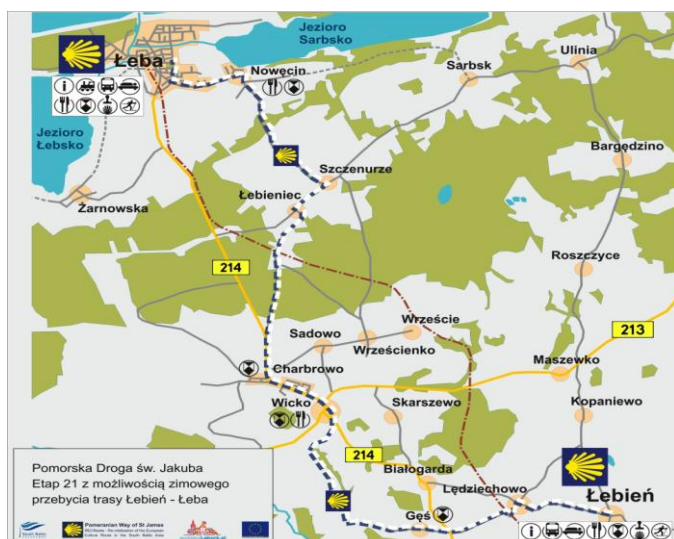 Jezioro
Sarbsko
Ulinia
Łeba
Nowęcin
Sarbsk
Jezioro
Łebsko
Bargędzino
Szczenurze
Żarnowska
Łebieniec
214
Roszczyce
Wrzeście
213
Sadowo
Wrześcienko
Charbrowo
Maszewko
Wicko
Skarszewo
Kopaniewo
214
Białogarda
Lędziechowo
Łebień
Gęś
Pomorska Droga św. Jakuba
Etap 21 z możliwością zimowego
przebycia trasy Łebień - Łeba
Pomeranian Way of St James